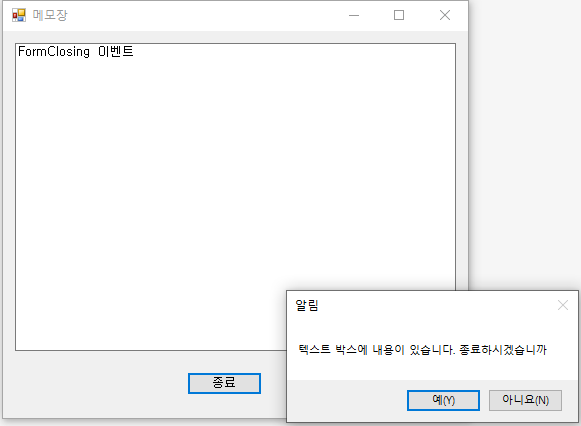 메모장
FormClosing 이벤트
종료
알림
텍스트 박스에 내용이 있습니다. 종료하시겠습니까
예(Y)
아니요(N)